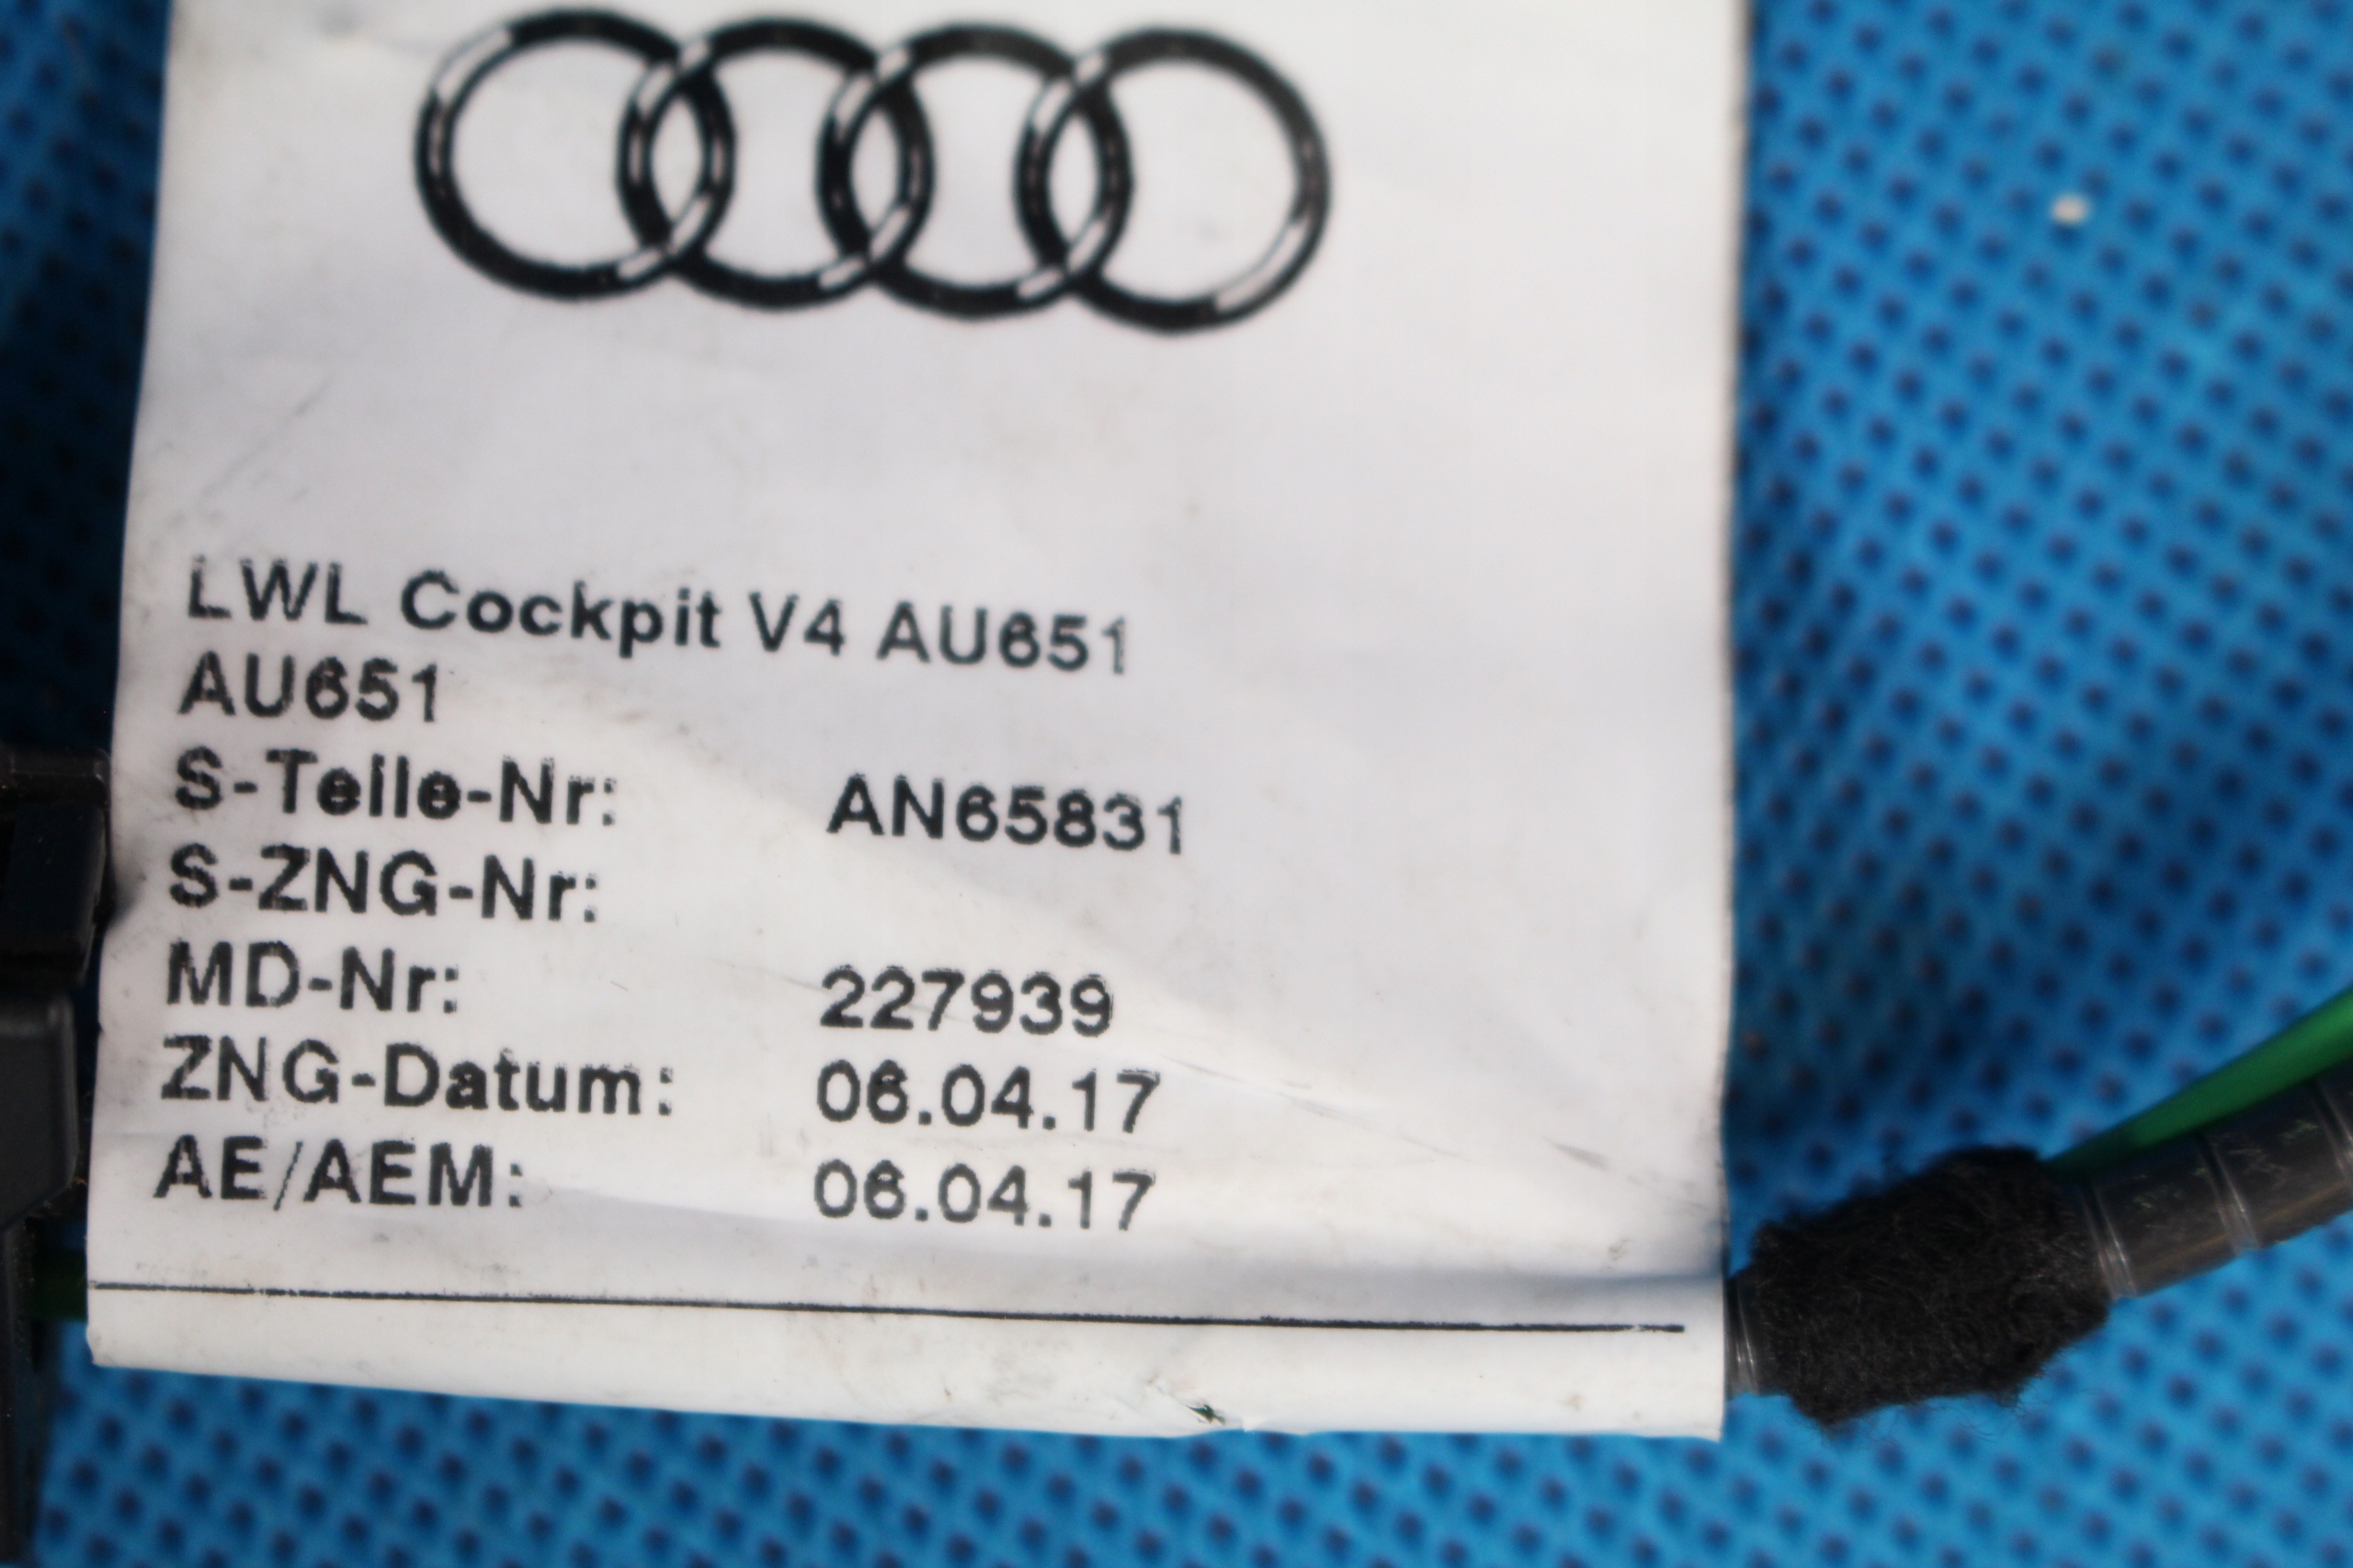 LWL Cockpit V4 AU651
AU651
S-Teile-Nr: AN65831
S-ZNG-Nr:
MD-Nr: 227939
ZNG-Datum: 06.04.17
AE/AEM: 06.04.17